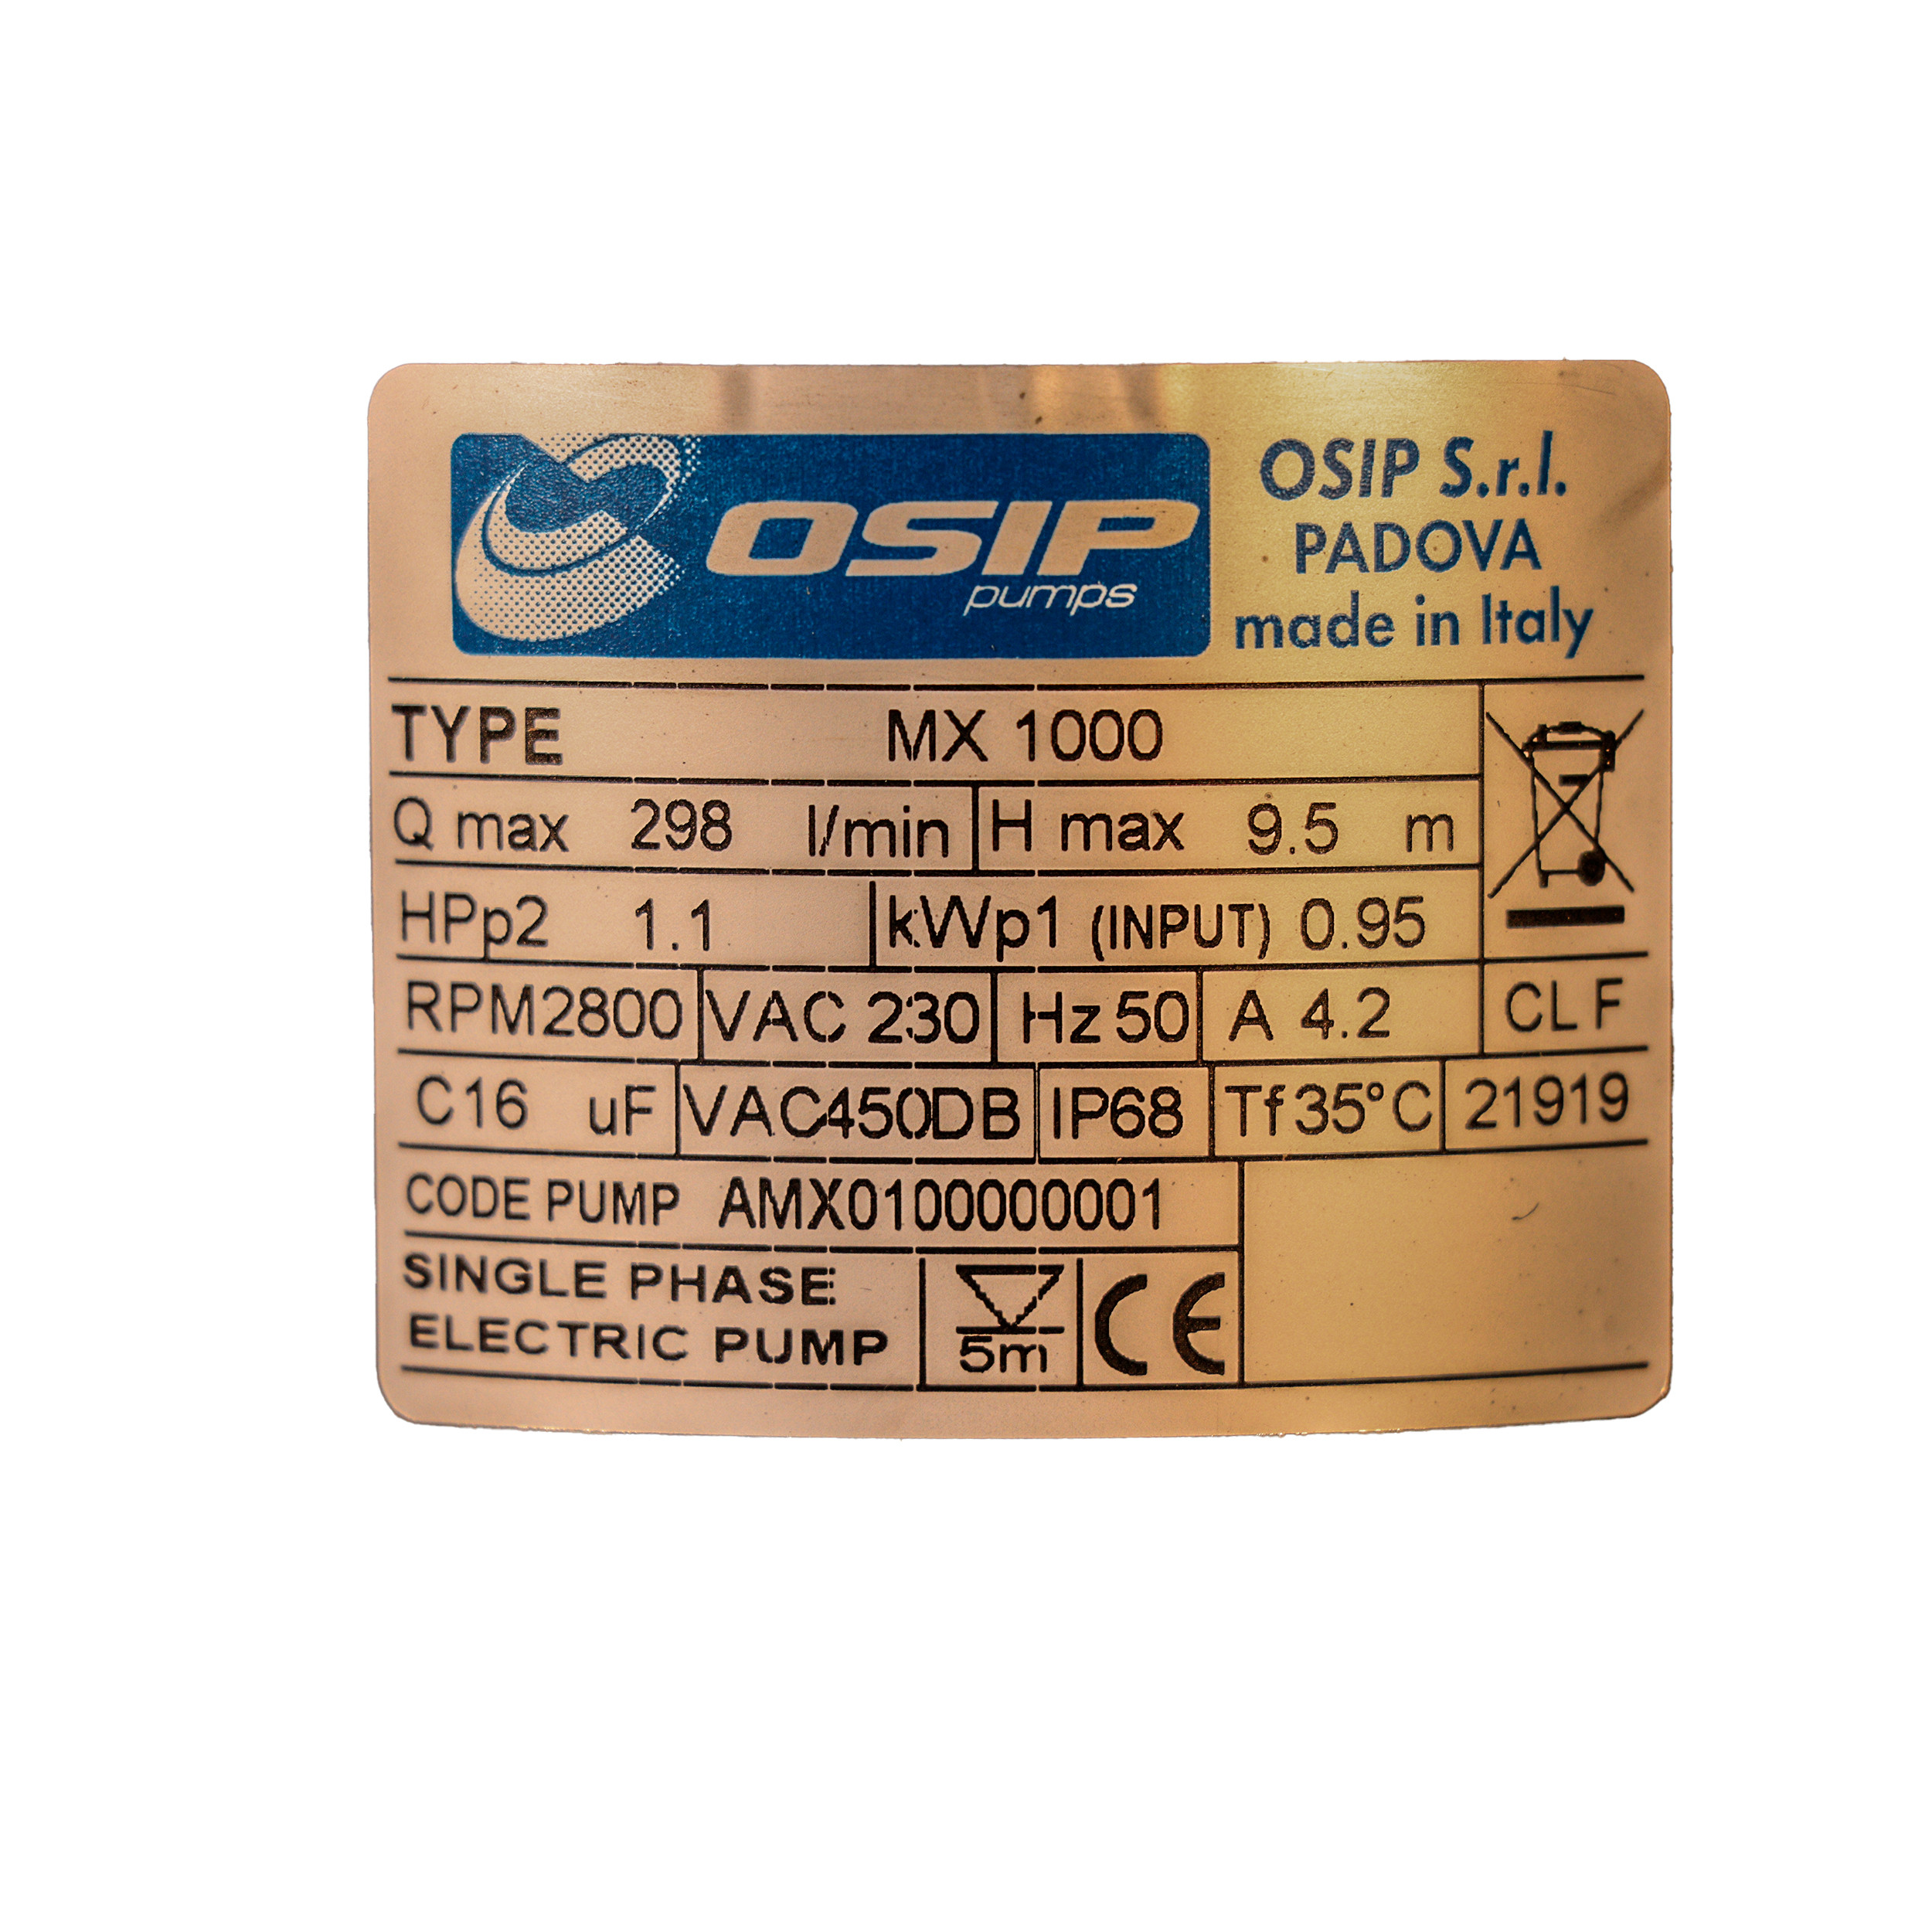 OSIP
pumps
OSIP S.r.l.
PADOVA
made in Italy
TYPE MX 1000
Q max 298 l/min H max 9.5 m
HPp2 1.1 kWp1 (INPUT) 0.95
RPM2800 VAC 230 Hz 50 A 4.2 CL F
C16 uF VAC450DB IP68 Tf 35°C 21919
CODE PUMP AMX0100000001
SINGLE PHASE
ELECTRIC PUMP
5m
CE